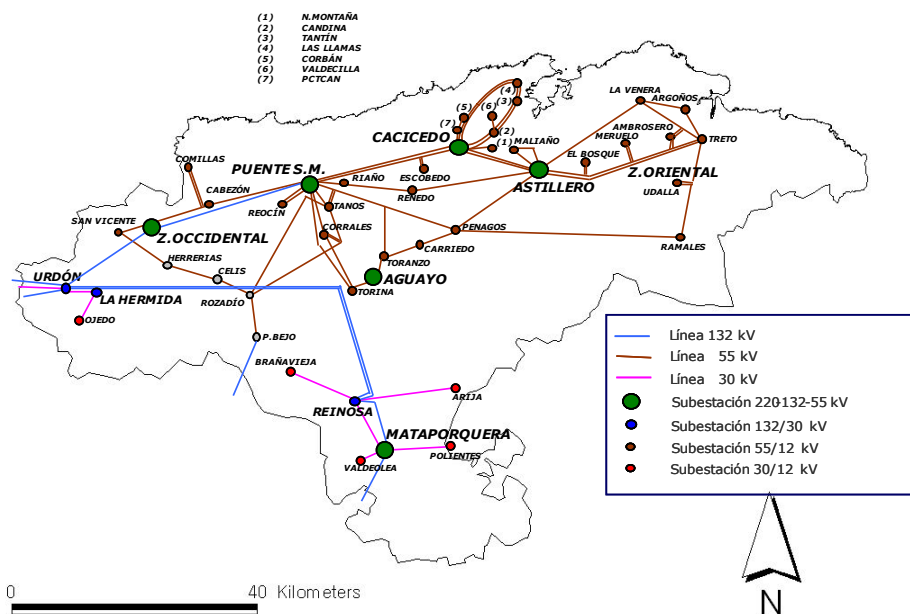 (1) N.MONTAÑA
(2) CANDINA
(3) TANTÍN
(4) LAS LLAMAS
(5) CORBÁN
(6) VALDECILLA
(7) PCTCAN
(4)
LA VENERA
ARGOÑOS
(3)
(5)
(6)
(7)
(2)
AMBROSERO
MERUELO
CACICEDO
(1)
MALIAÑO
TRETO
COMILLAS
EL BOSQUE
PUENTE S.M.
RIAÑO
ESCOBEDO
ASTILLERO
Z.ORIENTAL
CABEZÓN
RENEDO
UDALLA
REOCÍN
TANOS
SAN VICENTE
Z.OCCIDENTAL
CORRALES
PENAGOS
CARRIEDO
RAMALES
HERRERIAS
TORANZO
CELIS
AGUAYO
URDÓN
LA HERMIDA
ROZADÍO
TORINA
OJEDO
P.BEJO
BRAÑAVIEJA
ARIJA
REINOSA
MATAPORQUERA
POLIENTES
VALDEOLEA
Línea 132 kV
Línea 55 kV
Línea 30 kV
Subestación 220-132-55 kV
Subestación 132/30 kV
Subestación 55/12 kV
Subestación 30/12 kV
0 40 Kilometers
N